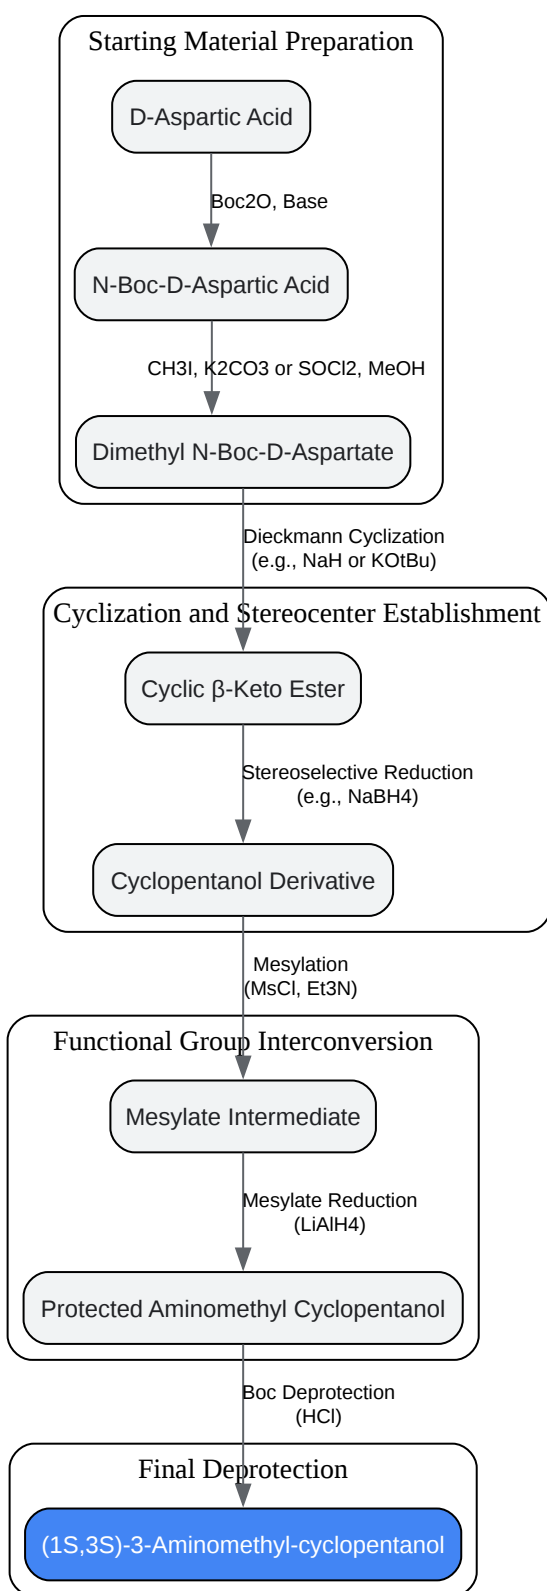 Starting Material Preparation
D-Aspartic Acid
Boc2O, Base
N-Boc-D-Aspartic Acid
CH3I, K2CO3 or SOCl2, MeOH
Dimethyl N-Boc-D-Aspartate
Dieckmann Cyclization
(e.g., NaH or KOtBu)
Cyclization and Stereocenter Establishment
Cyclic β-Keto Ester
Stereoselective Reduction
(e.g., NaBH4)
Cyclopentanol Derivative
Mesylation
(MsCl, Et3N)
Functional Group Interconversion
Mesylate Intermediate
Mesylate Reduction
(LiAlH4)
Protected Aminomethyl Cyclopentanol
Boc Deprotection
(HCl)
Final Deprotection
(1S,3S)-3-Aminomethyl-cyclopentanol